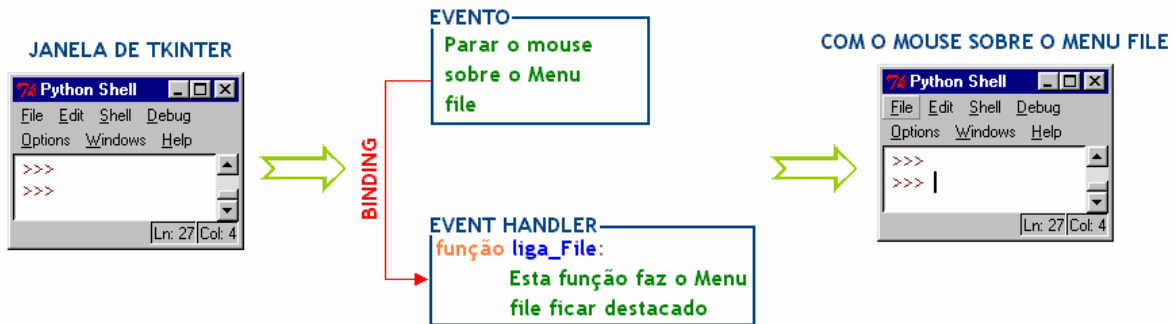 JANELA DE TKINTER
Python Shell
File Edit Shell Debug
Options Windows Help
>>>
>>>
Ln: 27 Col: 4
EVENTO
Parar o mouse
sobre o Menu
file
BINDING
EVENT HANDLER
função liga_File:
Esta função faz o Menu
file ficar destacado
COM O MOUSE SOBRE O MENU FILE
Python Shell
File Edit Shell Debug
Options Windows Help
>>>
>>>
Ln: 27 Col: 4